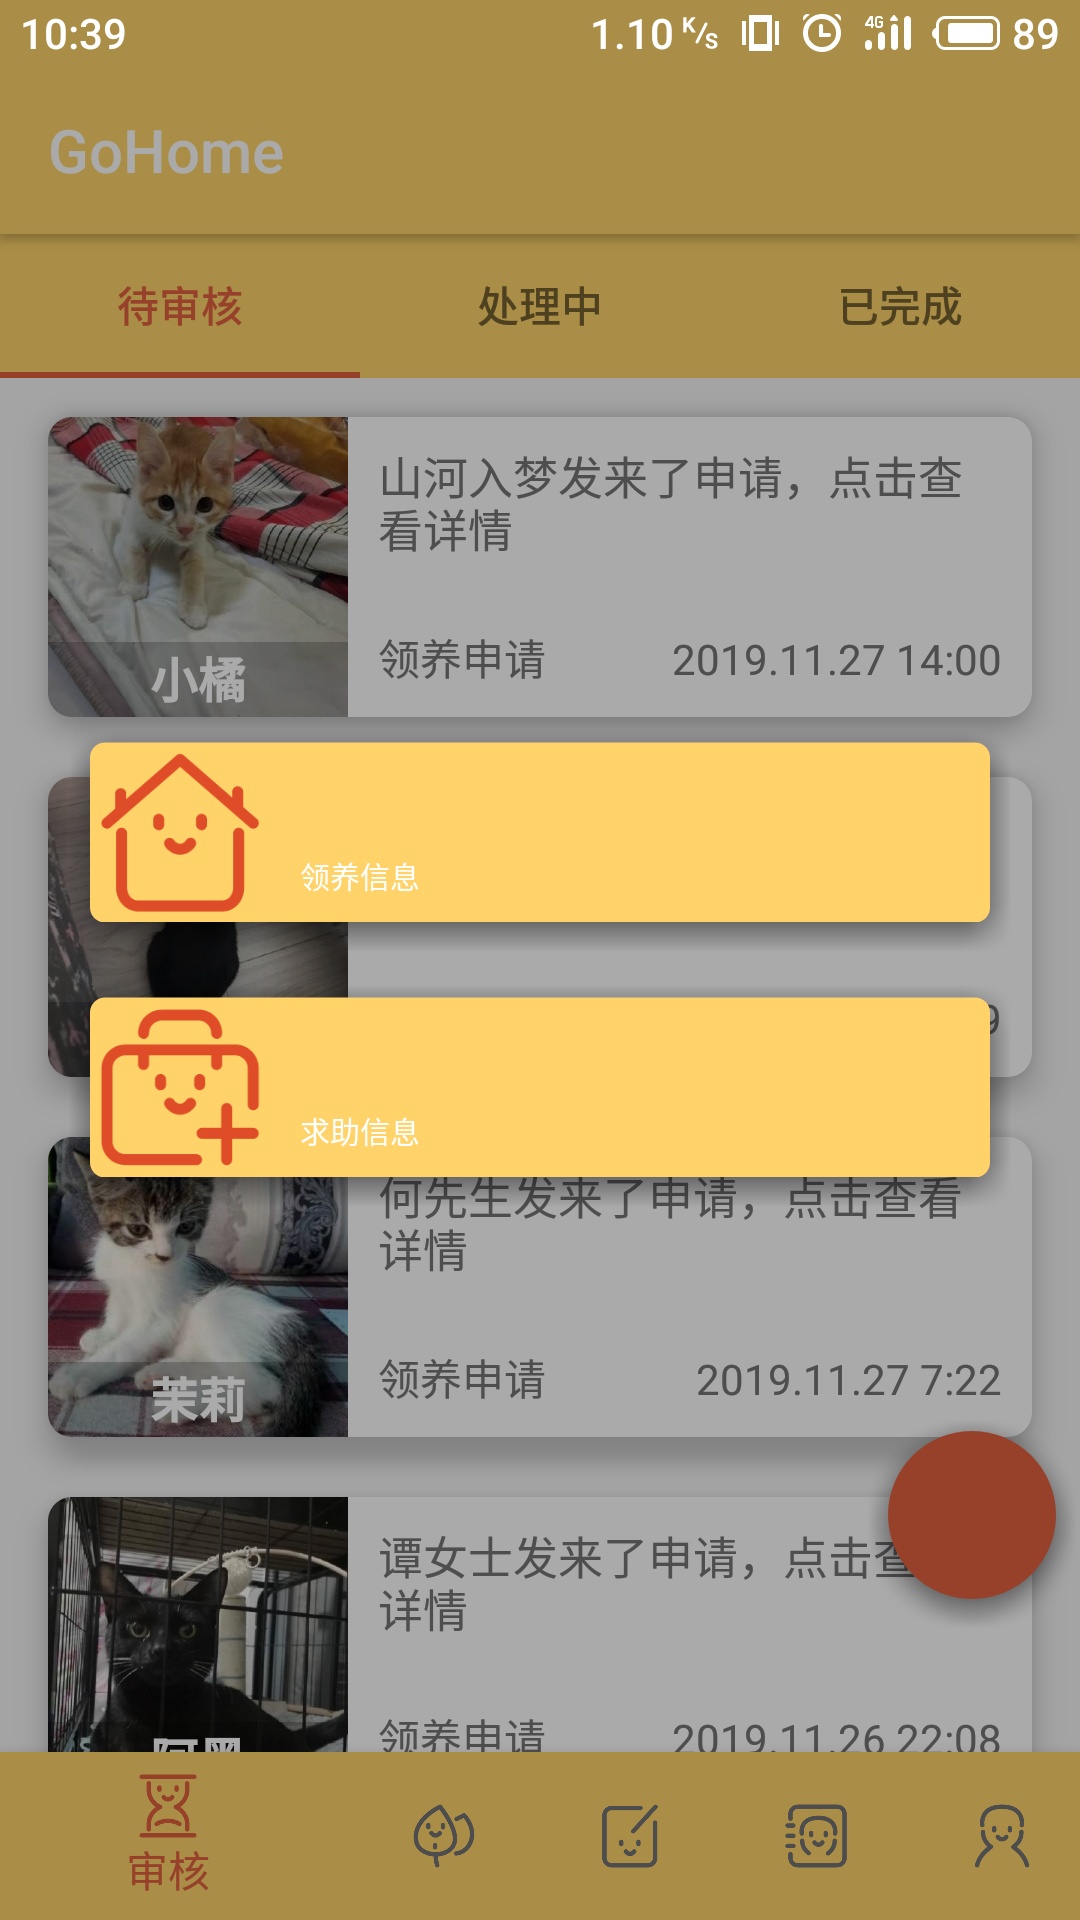 10:39
1.10 K/s
4G
89
GoHome
待审核
处理中
已完成
山河入梦发来了申请，点击查
看详情
小橘
领养申请
2019.11.27 14:00
领养信息
9
求助信息
何先生发来了申请，点击查看
详情
茉莉
领养申请
2019.11.27 7:22
谭女士发来了申请，点击查
详情
阿黑
领养申请
2019.11.26 22:08
审核